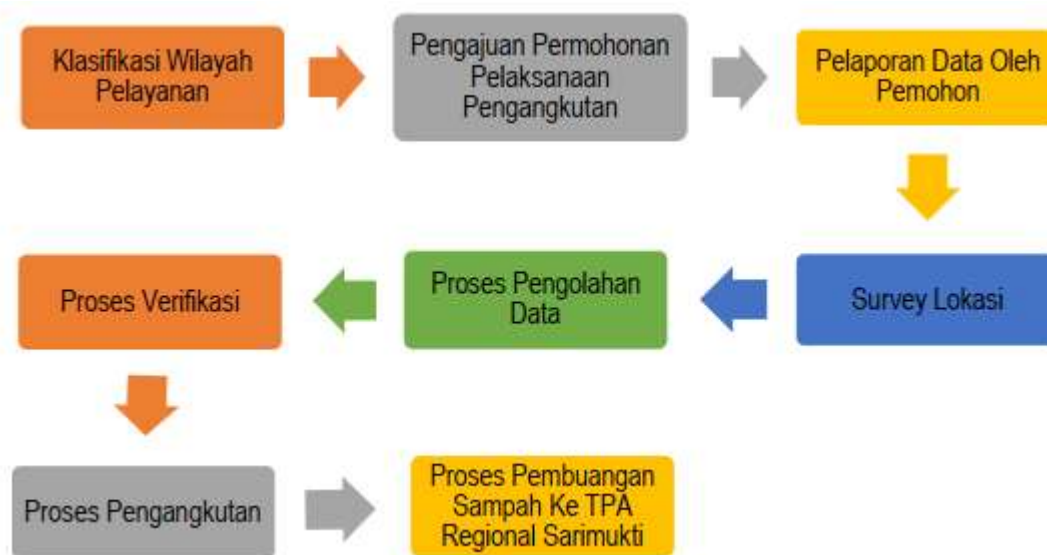 Klasifikasi Wilayah
Pelayanan
Pengajuan Permohonan
Pelaksanaan
Pengangkutan
Pelaporan Data Oleh
Pemohon
Survey Lokasi
Proses Pengolahan
Data
Proses Verifikasi
Proses Pengangkutan
Proses Pembuangan
Sampah Ke TPA
Regional Sarimukti